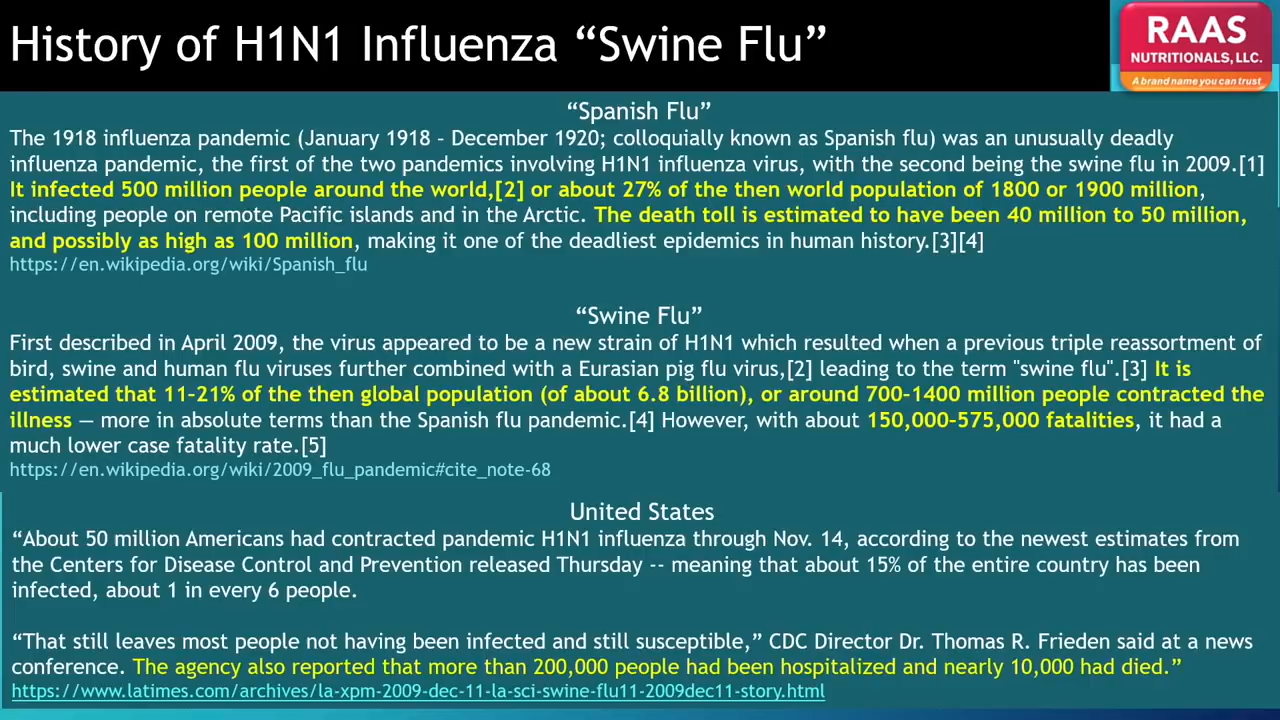 History of H1N1 Influenza “Swine Flu”
RAAS
NUTRITIONALS, LLC.
A brand name you can trust
“Spanish Flu”
The 1918 influenza pandemic (January 1918 – December 1920; colloquially known as Spanish flu) was an unusually deadly
influenza pandemic, the first of the two pandemics involving H1N1 influenza virus, with the second being the swine flu in 2009.[1]
It infected 500 million people around the world,[2] or about 27% of the then world population of 1800 or 1900 million,
including people on remote Pacific islands and in the Arctic. The death toll is estimated to have been 40 million to 50 million,
and possibly as high as 100 million, making it one of the deadliest epidemics in human history.[3][4]
https://en.wikipedia.org/wiki/Spanish_flu
“Swine Flu”
First described in April 2009, the virus appeared to be a new strain of H1N1 which resulted when a previous triple reassortment of
bird, swine and human flu viruses further combined with a Eurasian pig flu virus,[2] leading to the term "swine flu".[3] It is
estimated that 11–21% of the then global population (of about 6.8 billion), or around 700–1400 million people contracted the
illness — more in absolute terms than the Spanish flu pandemic.[4] However, with about 150,000–575,000 fatalities, it had a
much lower case fatality rate.[5]
https://en.wikipedia.org/wiki/2009_flu_pandemic#cite_note-68
United States
“About 50 million Americans had contracted pandemic H1N1 influenza through Nov. 14, according to the newest estimates from
the Centers for Disease Control and Prevention released Thursday -- meaning that about 15% of the entire country has been
infected, about 1 in every 6 people.
“That still leaves most people not having been infected and still susceptible,” CDC Director Dr. Thomas R. Frieden said at a news
conference. The agency also reported that more than 200,000 people had been hospitalized and nearly 10,000 had died.”
https://www.latimes.com/archives/la-xpm-2009-dec-11-la-sci-swine-flu11-2009dec11-story.html